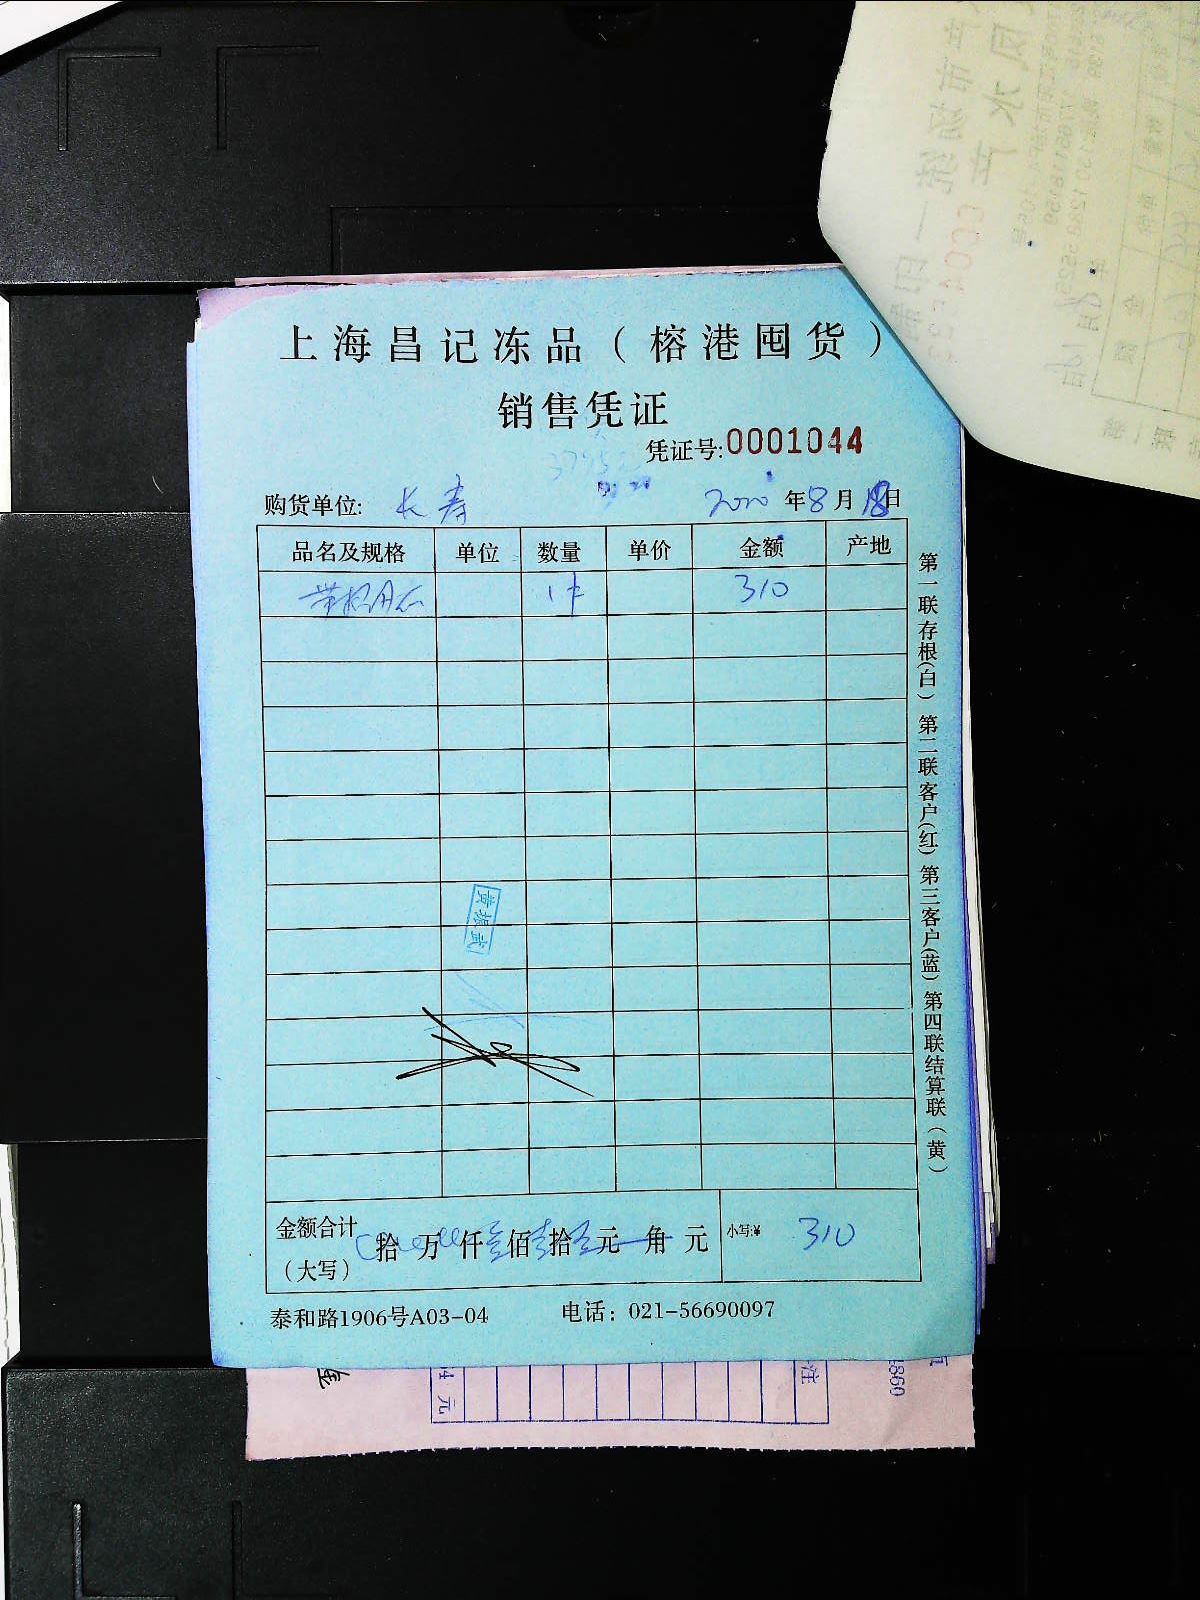 上海昌记冻品（榕港囤货）
销售凭证
凭证号:0001044
购货单位: 长寿 2020年8月18日
品名及规格 单位 数量 单价 金额 产地
1件 310
黄振武
金额合计（大写） 拾 万 仟 佰 拾 元 角 元 小写:¥ 310
泰和路1906号A03-04 电话：021-56690097
第一联存根(白) 第二联客户(红) 第三客户(蓝) 第四联结算联（黄）
元
注